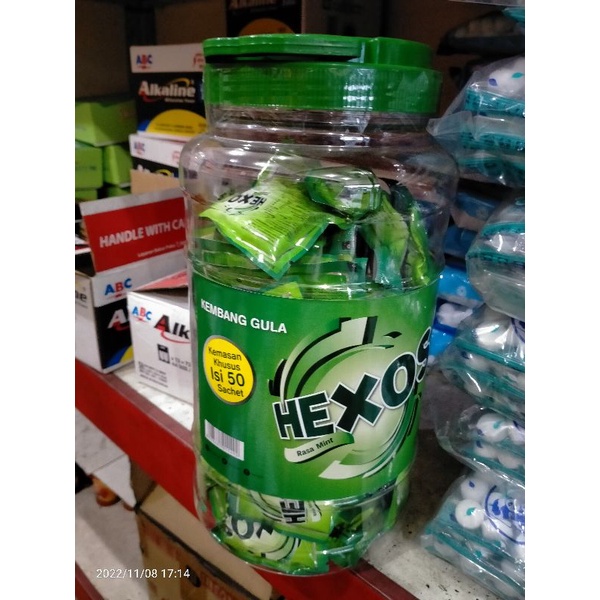 ABC
Alkaline
HEXOS
HANDLE WITH CA
ABC
ABC
Alk
KEMBANG GULA
Kemasan
Khusus
Isi 50
Sachet
HEXOS
Rasa Mint
2022/11/08 17:14